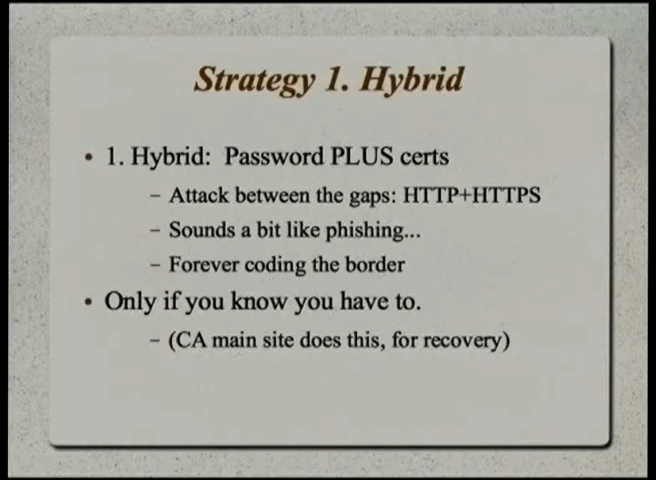 Strategy 1. Hybrid
• 1. Hybrid: Password PLUS certs
– Attack between the gaps: HTTP+HTTPS
– Sounds a bit like phishing...
– Forever coding the border
• Only if you know you have to.
– (CA main site does this, for recovery)